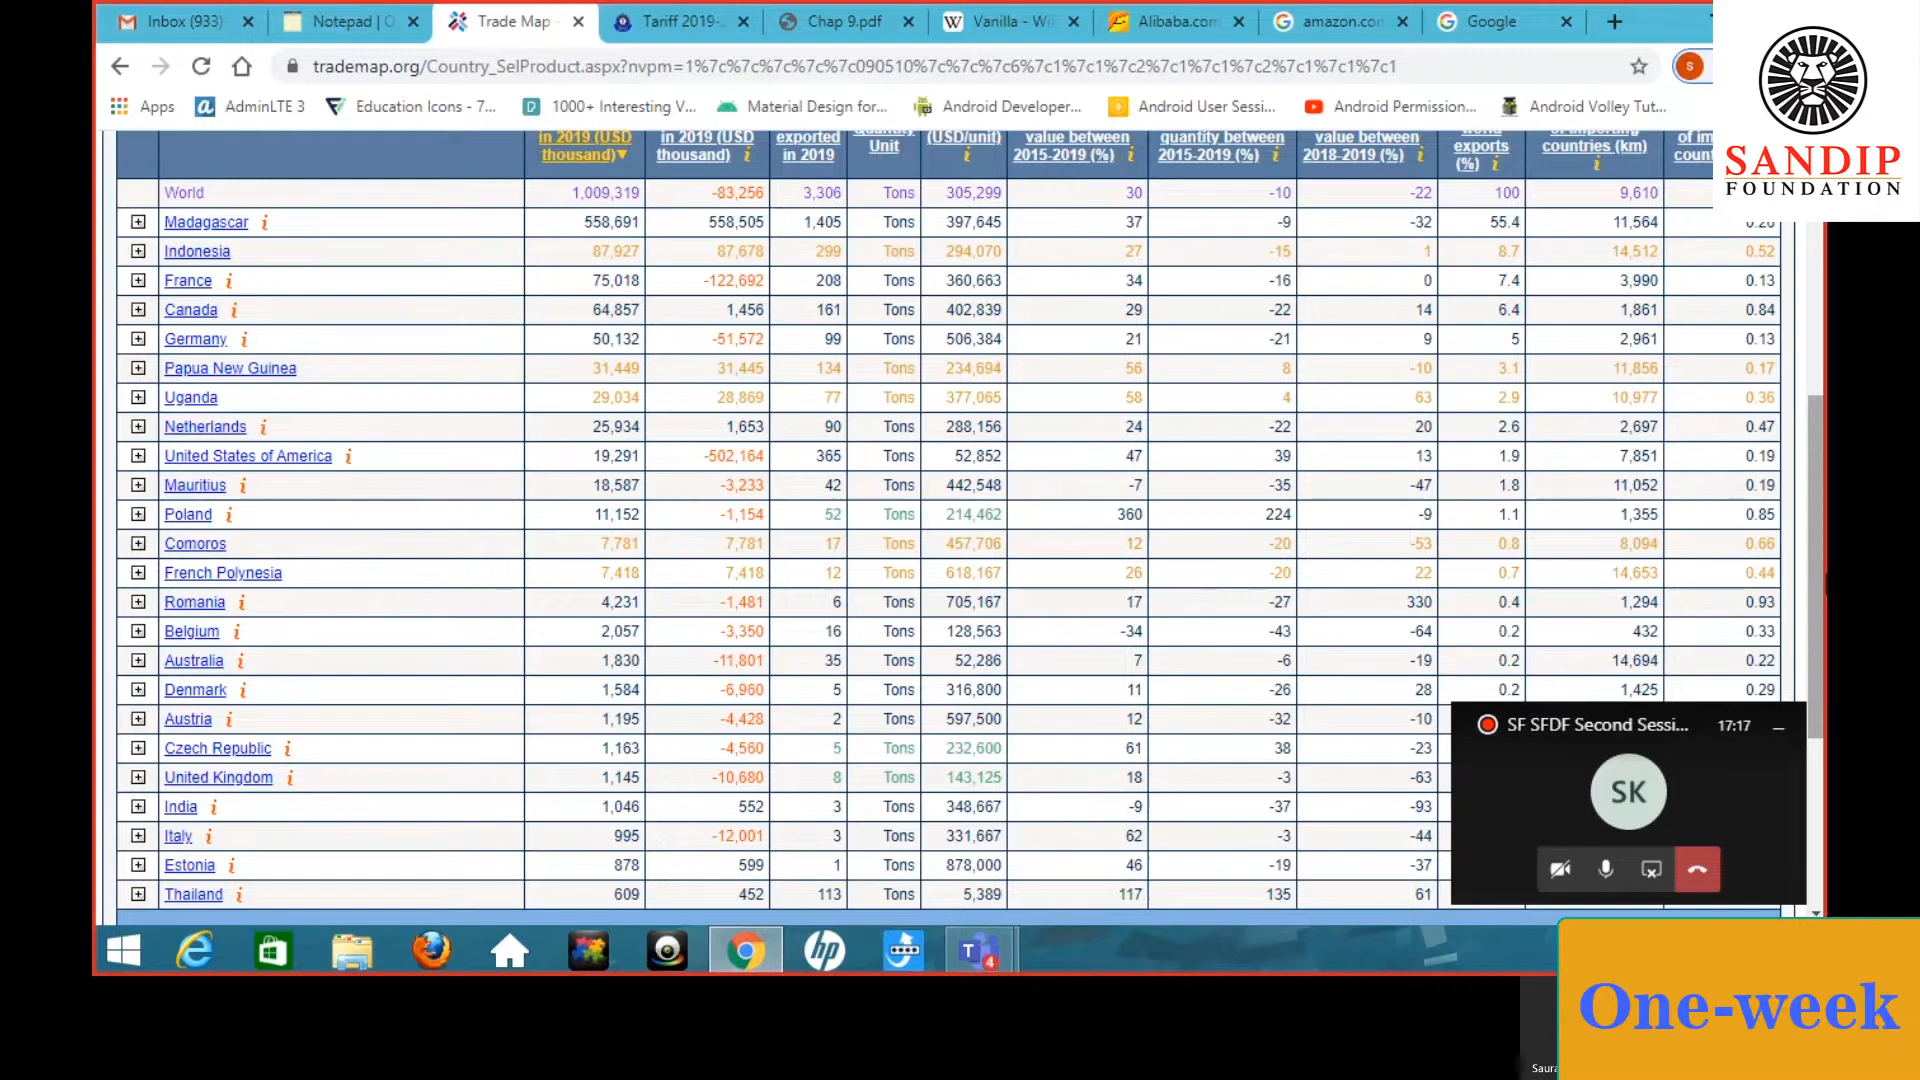 Inbox (933) Notepad | O Trade Map - Tariff 2019- Chap 9.pdf Vanilla - Wi Alibaba.com amazon.co Google
trademap.org/Country_SelProduct.aspx?nvpm=1%7c%7c%7c%7c%7c090510%7c%7c%7c6%7c1%7c1%7c2%7c1%7c1%7c2%7c1%7c1%7c1
Apps AdminLTE 3 Education Icons - 7... 1000+ Interesting V... Material Design for... Android Developer... Android User Sessi... Android Permission... Android Volley Tut...
SANDIP
FOUNDATION
in 2019 (USD in 2019 (USD exported Quantity (USD/unit) value between quantity between value between world of importing of im
thousand) thousand) in 2019 Unit 2015-2019 (%) 2015-2019 (%) 2018-2019 (%) exports countries (km) count
(%)
World 1,009,319 -83,256 3,306 Tons 305,299 30 -10 -22 100 9,610
Madagascar 558,691 558,505 1,405 Tons 397,645 37 -9 -32 55.4 11,564 0.26
Indonesia 87,927 87,678 299 Tons 294,070 27 -15 1 8.7 14,512 0.52
France 75,018 -122,692 208 Tons 360,663 34 -16 0 7.4 3,990 0.13
Canada 64,857 1,456 161 Tons 402,839 29 -22 14 6.4 1,861 0.84
Germany 50,132 -51,572 99 Tons 506,384 21 -21 9 5 2,961 0.13
Papua New Guinea 31,449 31,445 134 Tons 234,694 56 8 -10 3.1 11,856 0.17
Uganda 29,034 28,869 77 Tons 377,065 58 4 63 2.9 10,977 0.36
Netherlands 25,934 1,653 90 Tons 288,156 24 -22 20 2.6 2,697 0.47
United States of America 19,291 -502,164 365 Tons 52,852 47 39 13 1.9 7,851 0.19
Mauritius 18,587 -3,233 42 Tons 442,548 -7 -35 -47 1.8 11,052 0.19
Poland 11,152 -1,154 52 Tons 214,462 360 224 -9 1.1 1,355 0.85
Comoros 7,781 7,781 17 Tons 457,706 12 -20 -53 0.8 8,094 0.66
French Polynesia 7,418 7,418 12 Tons 618,167 26 -20 22 0.7 14,653 0.44
Romania 4,231 -1,481 6 Tons 705,167 17 -27 330 0.4 1,294 0.93
Belgium 2,057 -3,350 16 Tons 128,563 -34 -43 -64 0.2 432 0.33
Australia 1,830 -11,801 35 Tons 52,286 7 -6 -19 0.2 14,694 0.22
Denmark 1,584 -6,960 5 Tons 316,800 11 -26 28 0.2 1,425 0.29
Austria 1,195 -4,428 2 Tons 597,500 12 -32 -10
Czech Republic 1,163 -4,560 5 Tons 232,600 61 38 -23
United Kingdom 1,145 -10,680 8 Tons 143,125 18 -3 -63
India 1,046 552 3 Tons 348,667 -9 -37 -93
Italy 995 -12,001 3 Tons 331,667 62 -3 -44
Estonia 878 599 1 Tons 878,000 46 -19 -37
Thailand 609 452 113 Tons 5,389 117 135 61
SF SFDF Second Sessi... 17:17
SK
One-week
Saura